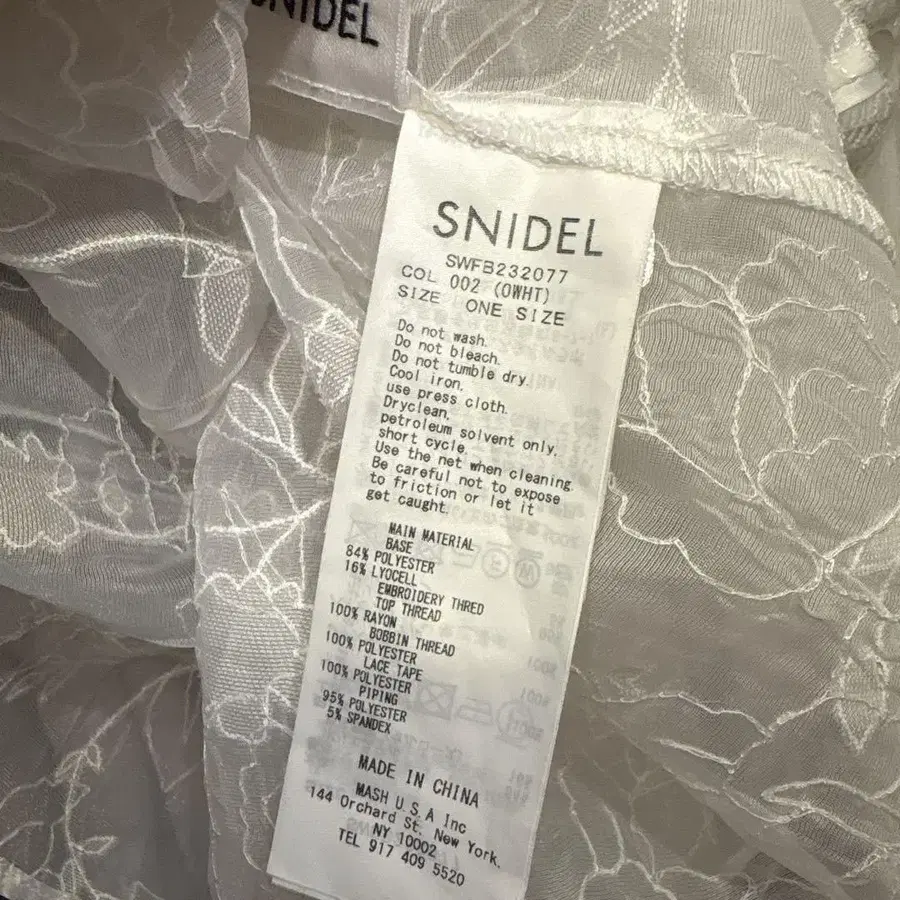 SNIDEL
SNIDEL
SWFB232077
COL 002 (OWHT)
SIZE ONE SIZE
Do not wash.
Do not bleach.
Do not tumble dry.
Cool iron.
use press cloth.
Dryclean,
petroleum solvent only,
short cycle.
Use the net when cleaning.
Be careful not to expose
to friction or let it
get caught.
MAIN MATERIAL
BASE
84% POLYESTER
16% LYOCELL
EMBROIDERY THRED
TOP THREAD
100% RAYON
BOBBIN THREAD
100% POLYESTER
LACE TAPE
100% POLYESTER
PIPING
95% POLYESTER
5% SPANDEX
MADE IN CHINA
MASH U S A Inc
144 Orchard St. New York.
NY 10002
TEL 917 409 5520